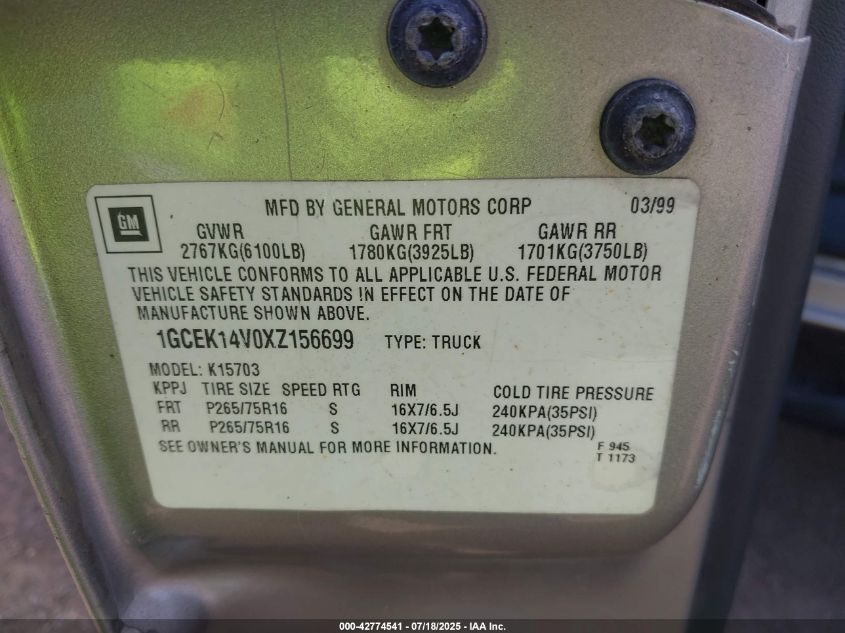 GM
MFD BY GENERAL MOTORS CORP 03/99
GVWR GAWR FRT GAWR RR
2767KG(6100LB) 1780KG(3925LB) 1701KG(3750LB)
THIS VEHICLE CONFORMS TO ALL APPLICABLE U.S. FEDERAL MOTOR
VEHICLE SAFETY STANDARDS IN EFFECT ON THE DATE OF
MANUFACTURE SHOWN ABOVE.
1GCEK14V0XZ156699 TYPE: TRUCK
MODEL: K15703
KPPJ TIRE SIZE SPEED RTG RIM COLD TIRE PRESSURE
FRT P265/75R16 S 16X7/6.5J 240KPA(35PSI)
RR P265/75R16 S 16X7/6.5J 240KPA(35PSI)
SEE OWNER'S MANUAL FOR MORE INFORMATION.
F 945
T 1173
000-42774541 / 07/18/2025 - IAA Inc.